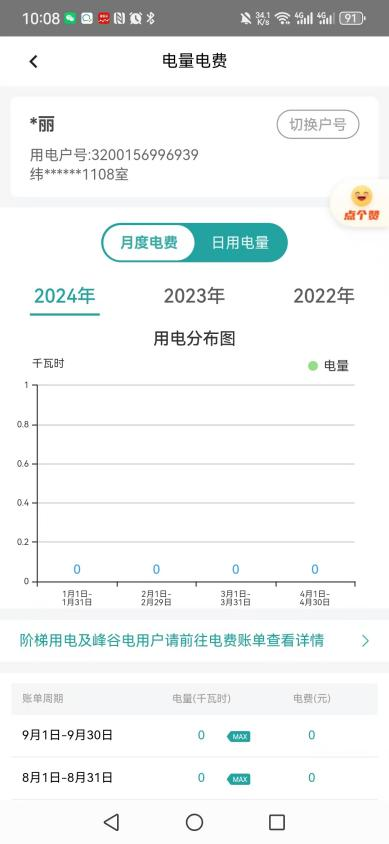 10:08
34.1 K/s
4G
4G
91
电量电费
*丽
切换户号
用电户号:3200156996939
纬******1108室
点个赞
月度电费
日用电量
2024年
2023年
2022年
用电分布图
千瓦时
电量
1
0.8
0.6
0.4
0.2
0
0
0
0
0
1月1日-
1月31日
2月1日-
2月29日
3月1日-
3月31日
4月1日-
4月30日
阶梯用电及峰谷电用户请前往电费账单查看详情
账单周期
电量(千瓦时)
电费(元)
9月1日-9月30日
0
MAX
0
8月1日-8月31日
0
MAX
0